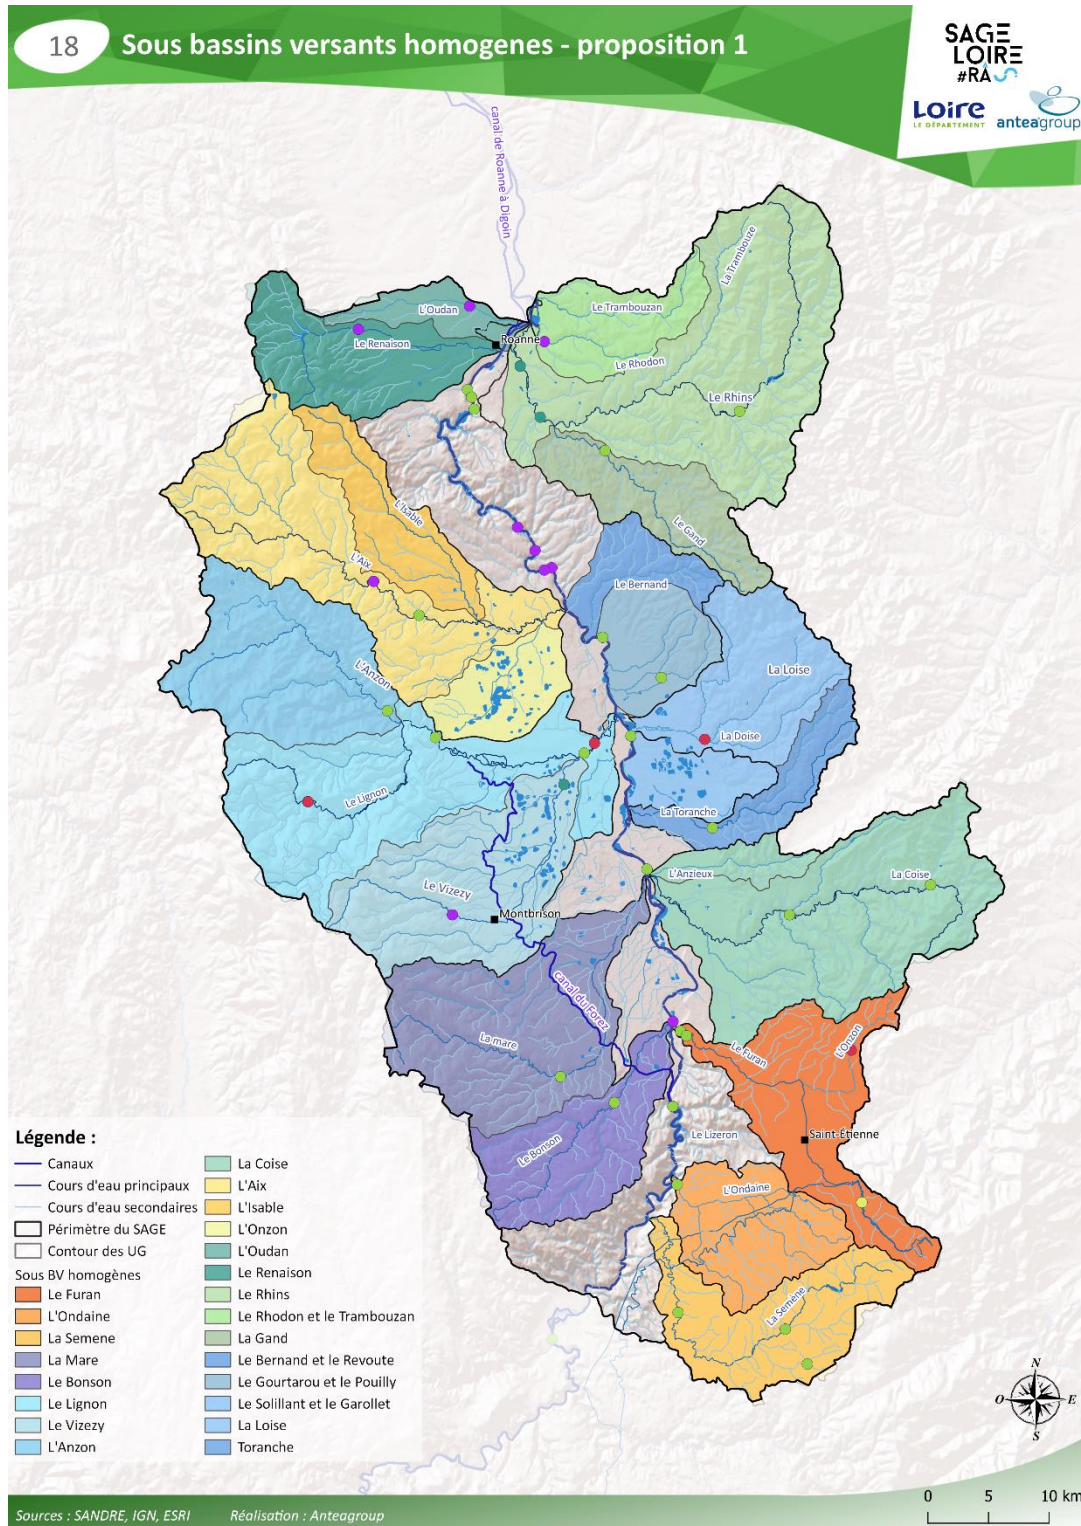 18
Sous bassins versants homogenes - proposition 1
SAGE
LOIRE
#RA
Loire
LE DÉPARTEMENT
anteagroup
canal de Roanne à Digoin
La Trambouze
L'Oudan
Le Trambouzan
Le Renaison
Roanne
Le Rhodon
Le Rhins
L'Isable
Le Gand
L'Aix
Le Bernand
L'Anzon
La Loise
La Doise
Le Lignon
La Toranche
L'Anzieux
La Coise
Le Vizezy
Montbrison
canal du Forez
La mare
Le Furan
L'Onzon
Le Lizeron
Saint-Étienne
Le Bonson
L'Ondaine
La Semène
Légende :
Canaux
Cours d'eau principaux
Cours d'eau secondaires
Périmètre du SAGE
Contour des UG
Sous BV homogènes
Le Furan
L'Ondaine
La Semene
La Mare
Le Bonson
Le Lignon
Le Vizezy
L'Anzon
La Coise
L'Aix
L'Isable
L'Onzon
L'Oudan
Le Renaison
Le Rhins
Le Rhodon et le Trambouzan
La Gand
Le Bernand et le Revoute
Le Gourtarou et le Pouilly
Le Solillant et le Garollet
La Loise
Toranche
N
O
E
S
0 5 10 km
Sources : SANDRE, IGN, ESRI Réalisation : Anteagroup